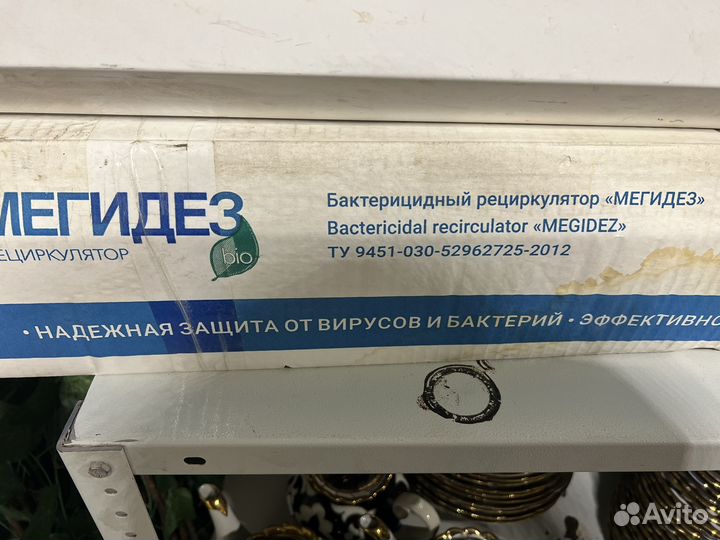 МЕГИДЕЗ
РЕЦИРКУЛЯТОР
bio
Бактерицидный рециркулятор «МЕГИДЕЗ»
Bactericidal recirculator «MEGIDEZ»
ТУ 9451-030-52962725-2012
• НАДЕЖНАЯ ЗАЩИТА ОТ ВИРУСОВ И БАКТЕРИЙ • ЭФФЕКТИВНО
Avito